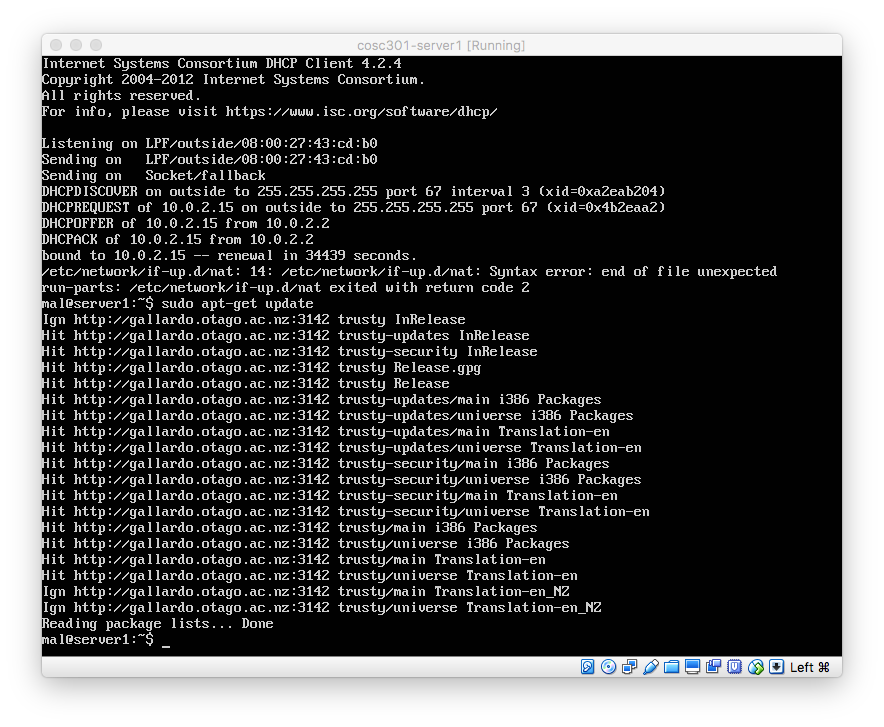 cosc301-server1 [Running]
Internet Systems Consortium DHCP Client 4.2.4
Copyright 2004-2012 Internet Systems Consortium.
All rights reserved.
For info, please visit https://www.isc.org/software/dhcp/
Listening on LPF/outside/08:00:27:43:cd:b0
Sending on   LPF/outside/08:00:27:43:cd:b0
Sending on   Socket/fallback
DHCPDISCOVER on outside to 255.255.255.255 port 67 interval 3 (xid=0xa2eab204)
DHCPREQUEST of 10.0.2.15 on outside to 255.255.255.255 port 67 (xid=0x4b2eaa2)
DHCPOFFER of 10.0.2.15 from 10.0.2.2
DHCPACK of 10.0.2.15 from 10.0.2.2
bound to 10.0.2.15 -- renewal in 34439 seconds.
/etc/network/if-up.d/nat: 14: /etc/network/if-up.d/nat: Syntax error: end of file unexpected
run-parts: /etc/network/if-up.d/nat exited with return code 2
mal@server1:~$ sudo apt-get update
Ign http://gallardo.otago.ac.nz:3142 trusty InRelease
Hit http://gallardo.otago.ac.nz:3142 trusty-updates InRelease
Hit http://gallardo.otago.ac.nz:3142 trusty-security InRelease
Hit http://gallardo.otago.ac.nz:3142 trusty Release.gpg
Hit http://gallardo.otago.ac.nz:3142 trusty Release
Hit http://gallardo.otago.ac.nz:3142 trusty-updates/main i386 Packages
Hit http://gallardo.otago.ac.nz:3142 trusty-updates/universe i386 Packages
Hit http://gallardo.otago.ac.nz:3142 trusty-updates/main Translation-en
Hit http://gallardo.otago.ac.nz:3142 trusty-updates/universe Translation-en
Hit http://gallardo.otago.ac.nz:3142 trusty-security/main i386 Packages
Hit http://gallardo.otago.ac.nz:3142 trusty-security/universe i386 Packages
Hit http://gallardo.otago.ac.nz:3142 trusty-security/main Translation-en
Hit http://gallardo.otago.ac.nz:3142 trusty-security/universe Translation-en
Hit http://gallardo.otago.ac.nz:3142 trusty/main i386 Packages
Hit http://gallardo.otago.ac.nz:3142 trusty/universe i386 Packages
Hit http://gallardo.otago.ac.nz:3142 trusty/main Translation-en
Hit http://gallardo.otago.ac.nz:3142 trusty/universe Translation-en
Ign http://gallardo.otago.ac.nz:3142 trusty/main Translation-en_NZ
Ign http://gallardo.otago.ac.nz:3142 trusty/universe Translation-en_NZ
Reading package lists... Done
mal@server1:~$ _
Left ⌘